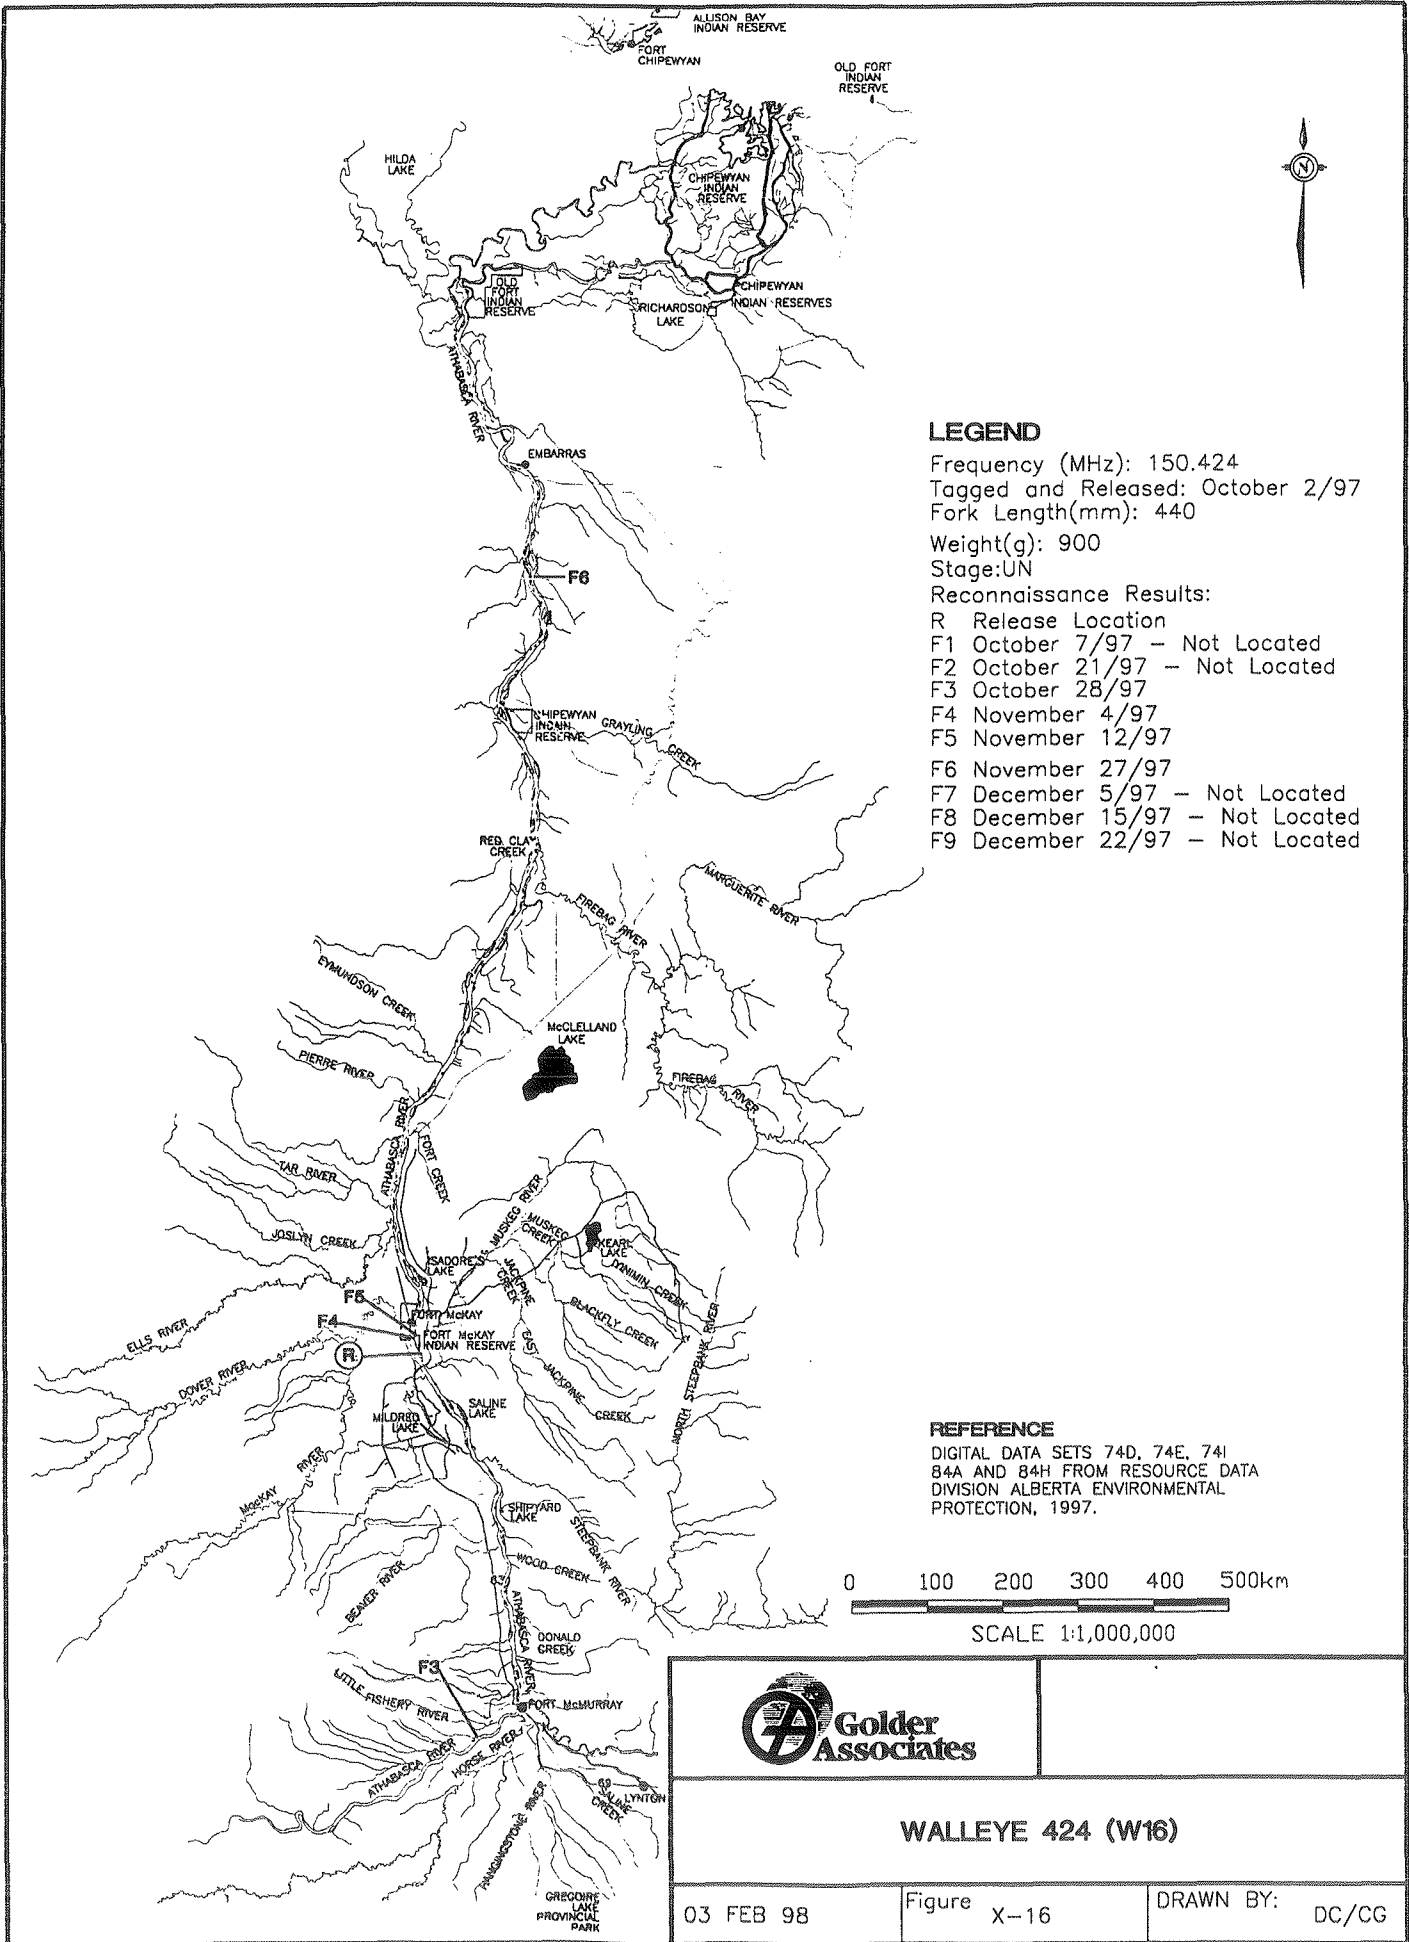 ALLISON BAY
INDIAN RESERVE
FORT
CHIPEWYAN
OLD FORT
INDIAN
RESERVE
HILDA
LAKE
CHIPEWYAN
INDIAN
RESERVE
N
OLD
FORT
INDIAN
RESERVE
RICHARDSON
LAKE
CHIPEWYAN
INDIAN RESERVES
ATHABASCA RIVER
EMBARRAS
F6
LEGEND
Frequency (MHz): 150.424
Tagged and Released: October 2/97
Fork Length(mm): 440
Weight(g): 900
Stage:UN
Reconnaissance Results:
R Release Location
F1 October 7/97 – Not Located
F2 October 21/97 – Not Located
F3 October 28/97
F4 November 4/97
F5 November 12/97
F6 November 27/97
F7 December 5/97 – Not Located
F8 December 15/97 – Not Located
F9 December 22/97 – Not Located
CHIPEWYAN
INDAIN
RESERVE
GRAYLING
CREEK
RED CLAY
CREEK
MARGUERITE RIVER
FIREBAG RIVER
EYMUNDSON CREEK
McCLELLAND
LAKE
PIERRE RIVER
FIREBAG RIVER
ATHABASCA RIVER
FORT CREEK
TAR RIVER
MUSKEG RIVER
MUSKEG
CREEK
JOSLYN CREEK
KEARL
LAKE
ISADORE'S
LAKE
JACKPINE
CREEK
LYNIMIN CREEK
F5
FORT McKAY
BLACKFLY CREEK
F4
FORT McKAY
INDIAN RESERVE
ELLS RIVER
R
EAST
JACKPINE
CREEK
DOVER RIVER
NORTH STEEPBANK RIVER
SALINE
LAKE
MILDRED
LAKE
REFERENCE
DIGITAL DATA SETS 74D, 74E, 74I
84A AND 84H FROM RESOURCE DATA
DIVISION ALBERTA ENVIRONMENTAL
PROTECTION, 1997.
McKAY RIVER
SHIPYARD
LAKE
STEEPBANK RIVER
WOOD CREEK
BEAVER RIVER
63
ATHABASCA RIVER
0 100 200 300 400 500km
SCALE 1:1,000,000
DONALD
CREEK
F3
LITTLE FISHERY RIVER
FORT McMURRAY
ATHABASCA RIVER
HORSE RIVER
HANGINGSTONE RIVER
69
SALINE
CREEK
LYNTON
GREGOIRE
LAKE
PROVINCIAL
PARK
Golder
Associates
WALLEYE 424 (W16)
03 FEB 98
Figure X–16
DRAWN BY: DC/CG